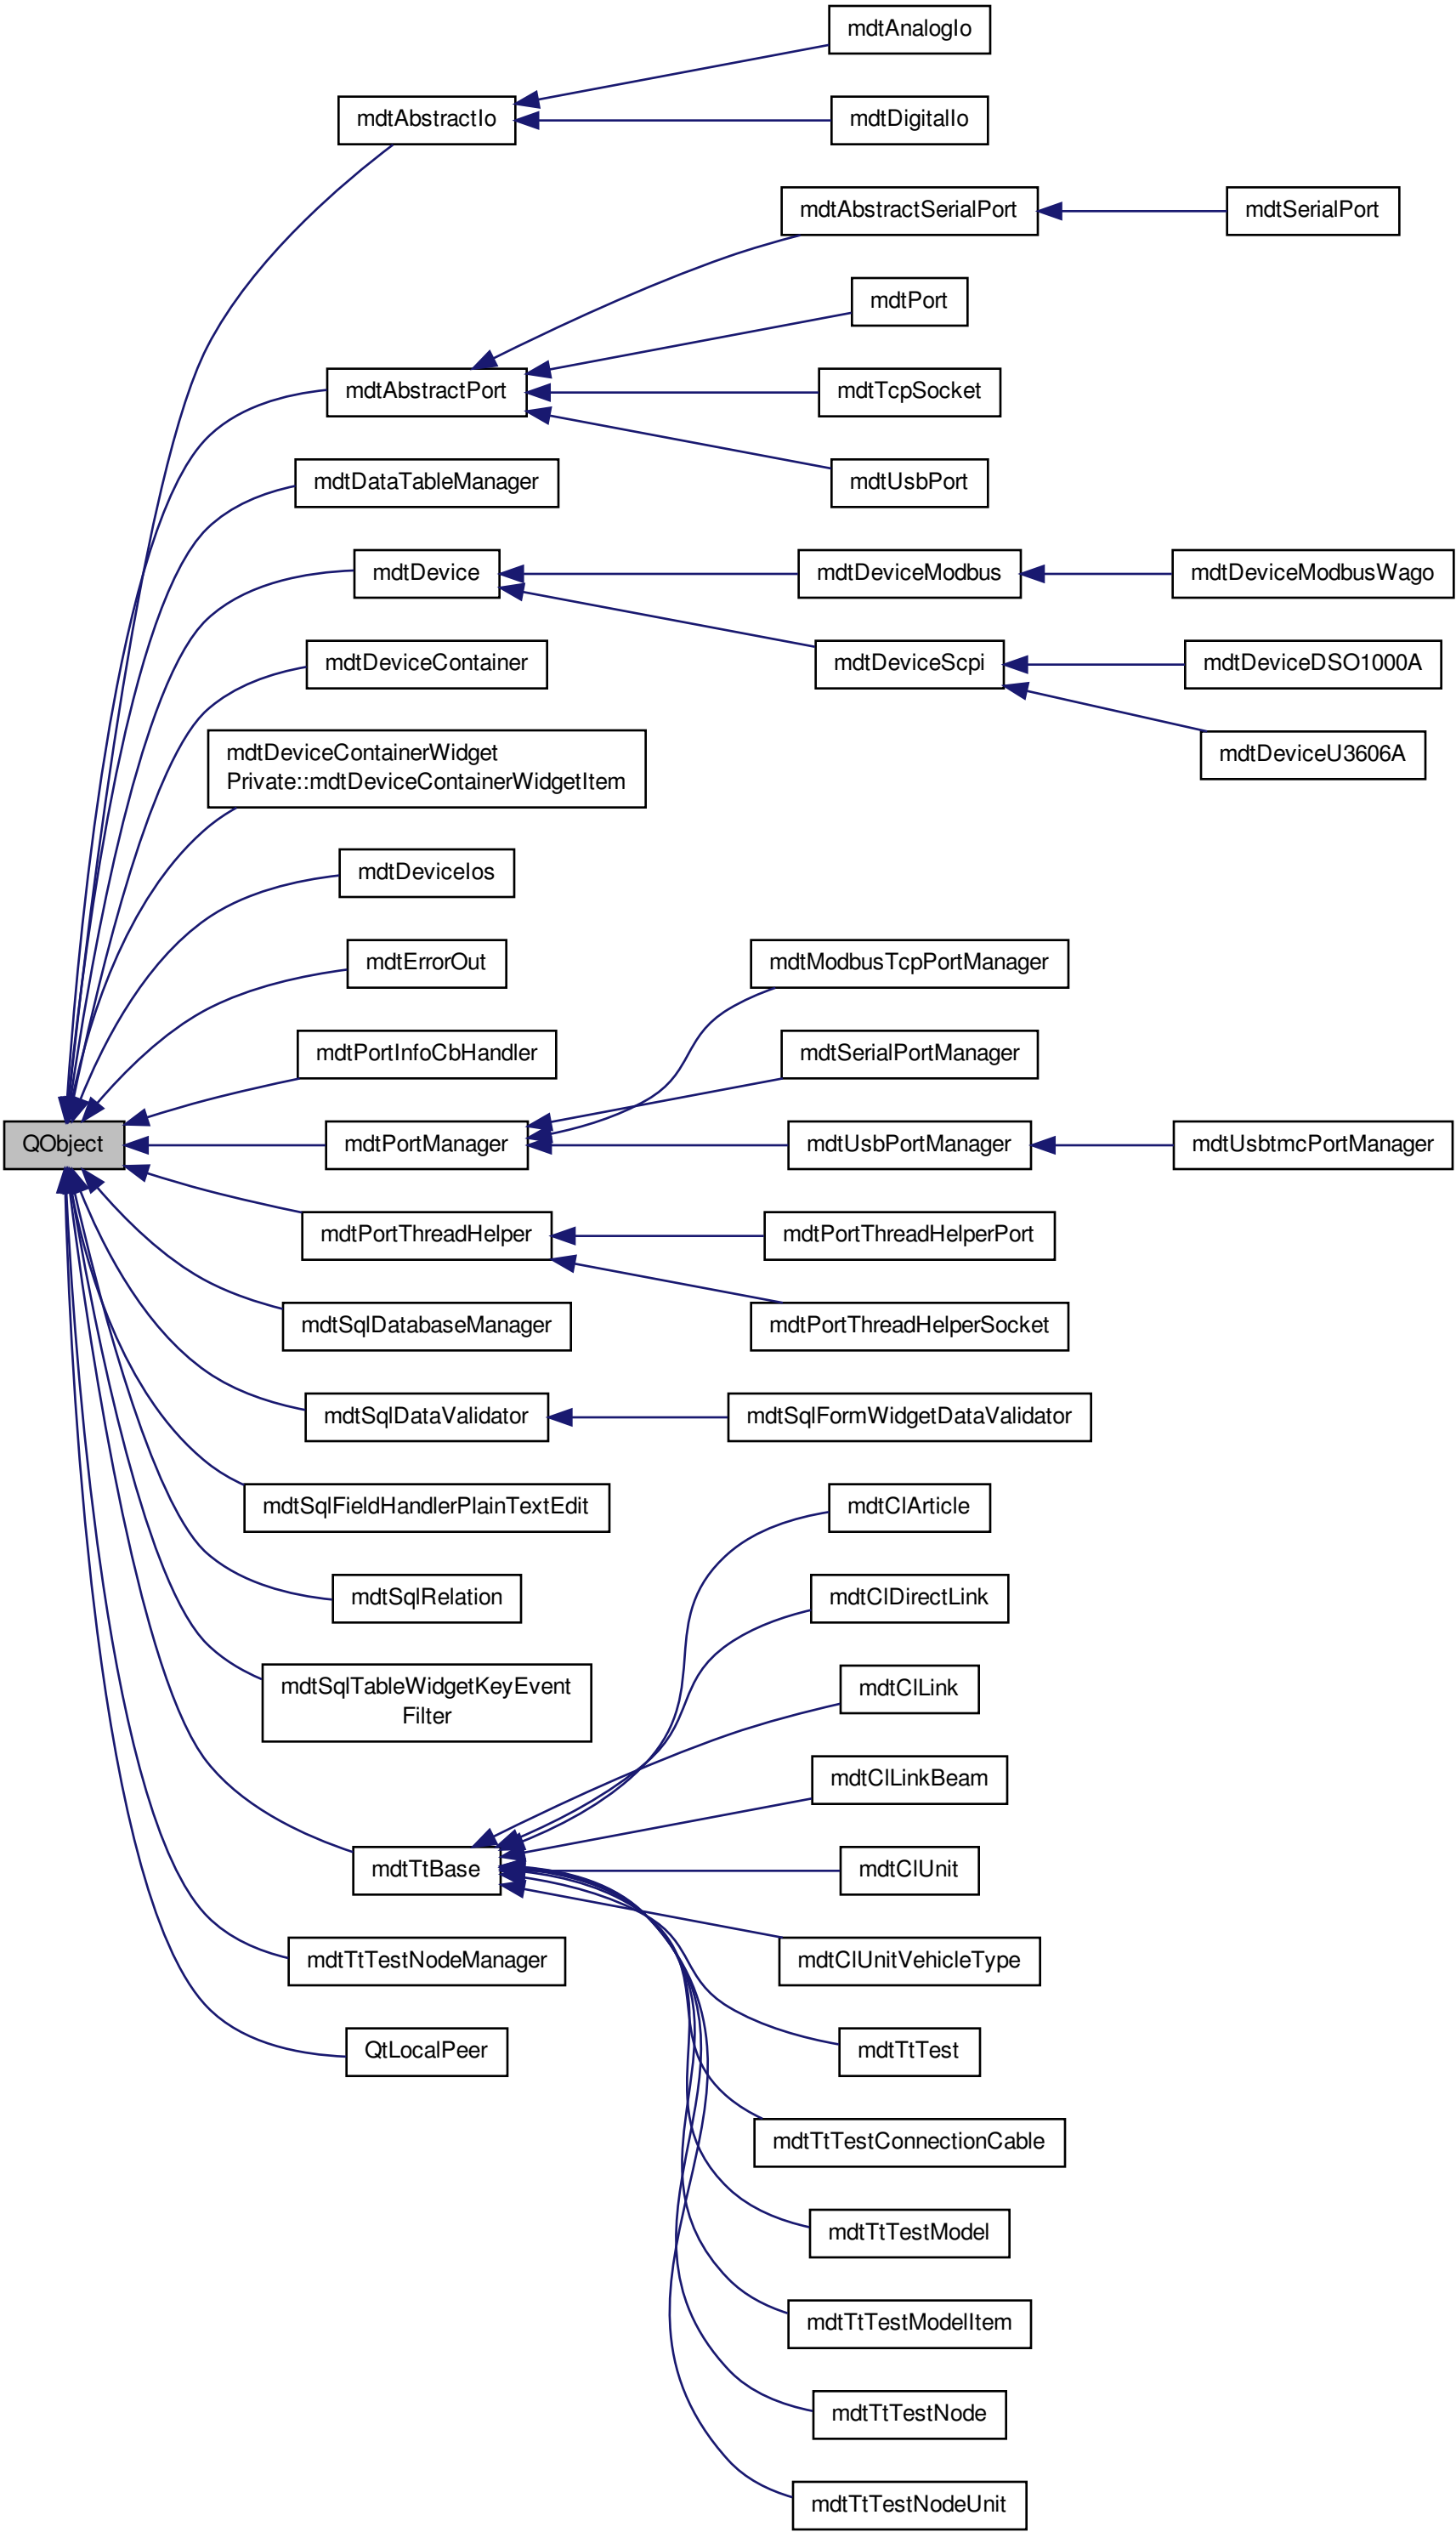 mdtAnalogIo
mdtAbstractIo
mdtDigitalIo
mdtAbstractSerialPort
mdtSerialPort
mdtPort
mdtAbstractPort
mdtTcpSocket
mdtDataTableManager
mdtUsbPort
mdtDevice
mdtDeviceModbus
mdtDeviceModbusWago
mdtDeviceContainer
mdtDeviceScpi
mdtDeviceDSO1000A
mdtDeviceContainerWidget
Private::mdtDeviceContainerWidgetItem
mdtDeviceU3606A
mdtDeviceIos
mdtErrorOut
mdtModbusTcpPortManager
mdtPortInfoCbHandler
mdtSerialPortManager
QObject
mdtPortManager
mdtUsbPortManager
mdtUsbtmcPortManager
mdtPortThreadHelper
mdtPortThreadHelperPort
mdtSqlDatabaseManager
mdtPortThreadHelperSocket
mdtSqlDataValidator
mdtSqlFormWidgetDataValidator
mdtSqlFieldHandlerPlainTextEdit
mdtClArticle
mdtSqlRelation
mdtClDirectLink
mdtSqlTableWidgetKeyEvent
Filter
mdtClLink
mdtClLinkBeam
mdtTtBase
mdtClUnit
mdtTtTestNodeManager
mdtClUnitVehicleType
QtLocalPeer
mdtTtTest
mdtTtTestConnectionCable
mdtTtTestModel
mdtTtTestModelItem
mdtTtTestNode
mdtTtTestNodeUnit